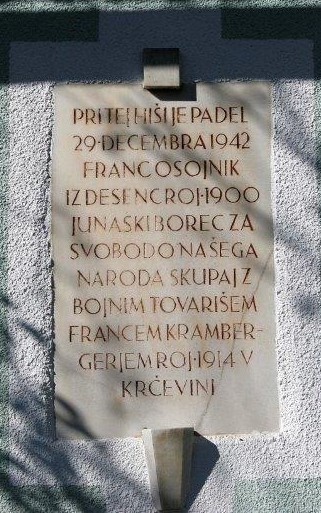 PRI TEJ HIŠI JE PADEL
29·DECEMBRA 1942
FRANC OSOJNIK
IZ DESENC ROJ·1900
JUNAŠKI BOREC ZA
SVOBODO NAŠEGA
NARODA SKUPAJ Z
BOJNIM TOVARIŠEM
FRANCEM KRAMBER-
GERJEM ROJ·1914 V
KRČEVINI